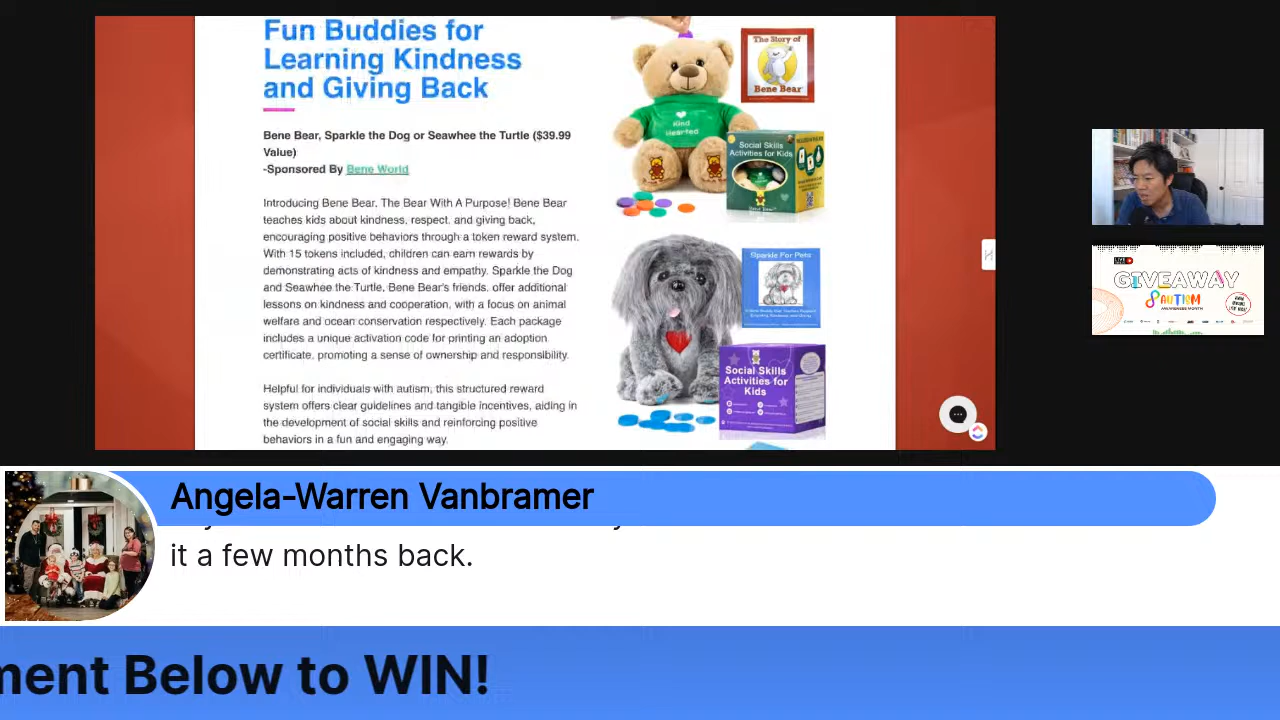 Fun Buddies for
Learning Kindness
and Giving Back
Bene Bear, Sparkle the Dog or Seawhee the Turtle ($39.99
Value)
-Sponsored By Bene World
Introducing Bene Bear, The Bear With A Purpose! Bene Bear
teaches kids about kindness, respect, and giving back,
encouraging positive behaviors through a token reward system.
With 15 tokens included, children can earn rewards by
demonstrating acts of kindness and empathy. Sparkle the Dog
and Seawhee the Turtle, Bene Bear's friends, offer additional
lessons on kindness and cooperation, with a focus on animal
welfare and ocean conservation respectively. Each package
includes a unique activation code for printing an adoption
certificate, promoting a sense of ownership and responsibility.
Helpful for individuals with autism, this structured reward
system offers clear guidelines and tangible incentives, aiding in
the development of social skills and reinforcing positive
behaviors in a fun and engaging way.
The Story of
Bene Bear
Kind
Hearted
Social Skills
Activities for Kids
Sparkle For Pets
Social Skills
Activities for
Kids
GIVEAWAY
AUTISM
AWARENESS MONTH
Angela-Warren Vanbramer
it a few months back.
ment Below to WIN!